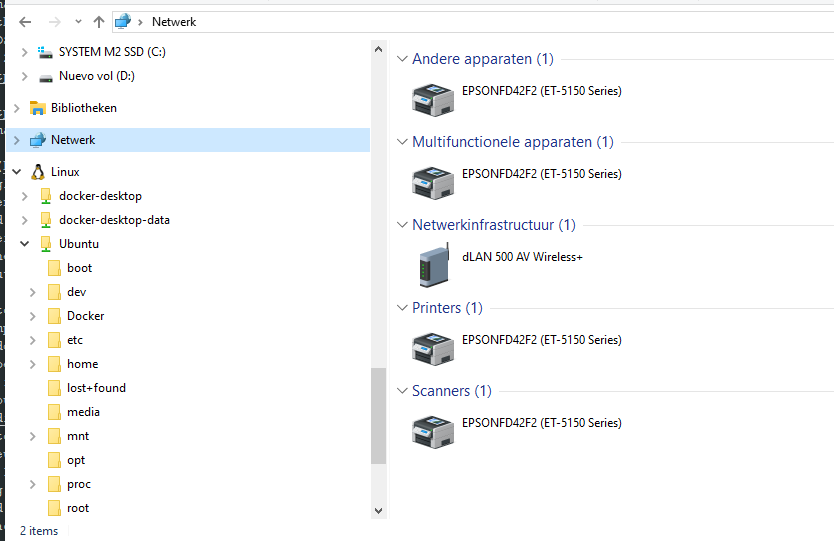 Netwerk
SYSTEM M2 SSD (C:)
Nuevo vol (D:)
Bibliotheken
Netwerk
Linux
docker-desktop
docker-desktop-data
Ubuntu
boot
dev
Docker
etc
home
lost+found
media
mnt
opt
proc
root
2 items
Andere apparaten (1)
EPSONFD42F2 (ET-5150 Series)
Multifunctionele apparaten (1)
EPSONFD42F2 (ET-5150 Series)
Netwerkinfrastructuur (1)
dLAN 500 AV Wireless+
Printers (1)
EPSONFD42F2 (ET-5150 Series)
Scanners (1)
EPSONFD42F2 (ET-5150 Series)